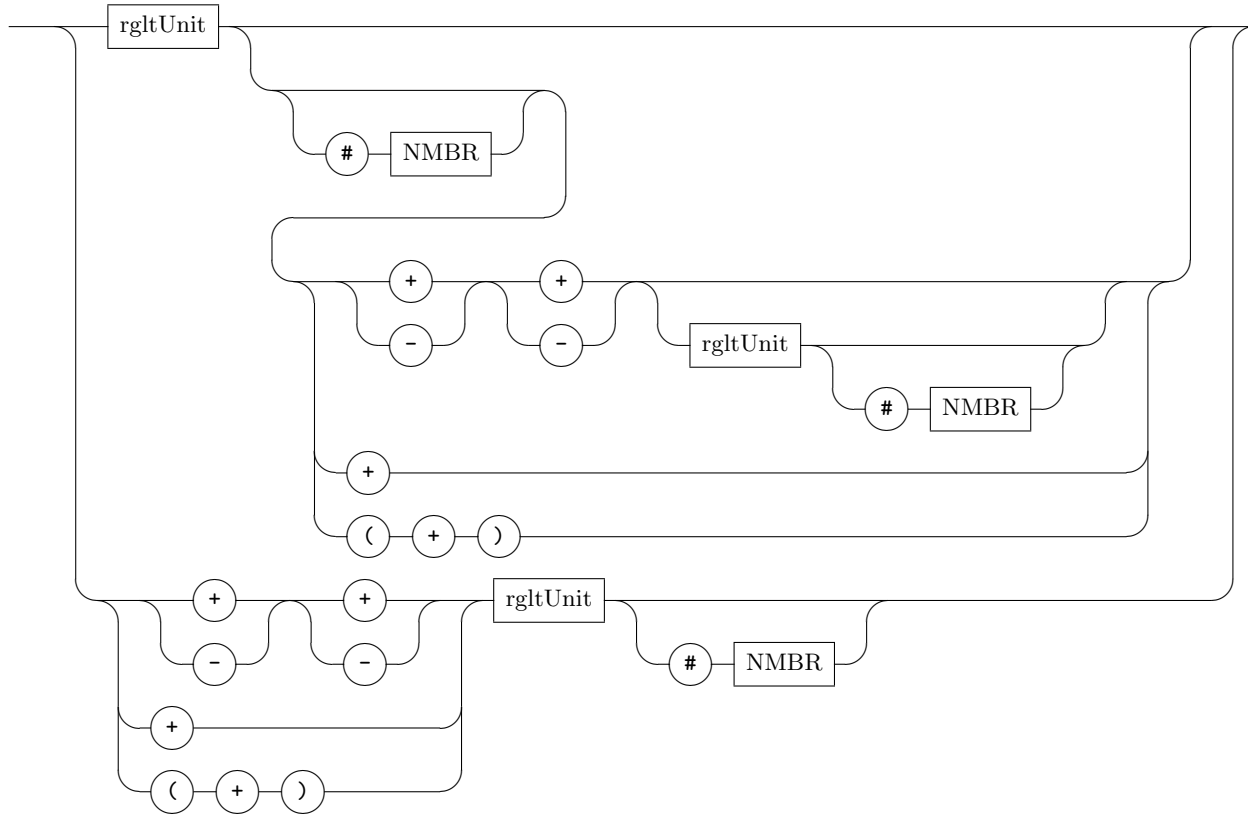 rgltUnit
# NMBR
+ +
- - rgltUnit
# NMBR
+
( + )
+ + rgltUnit
- - # NMBR
+
( + )